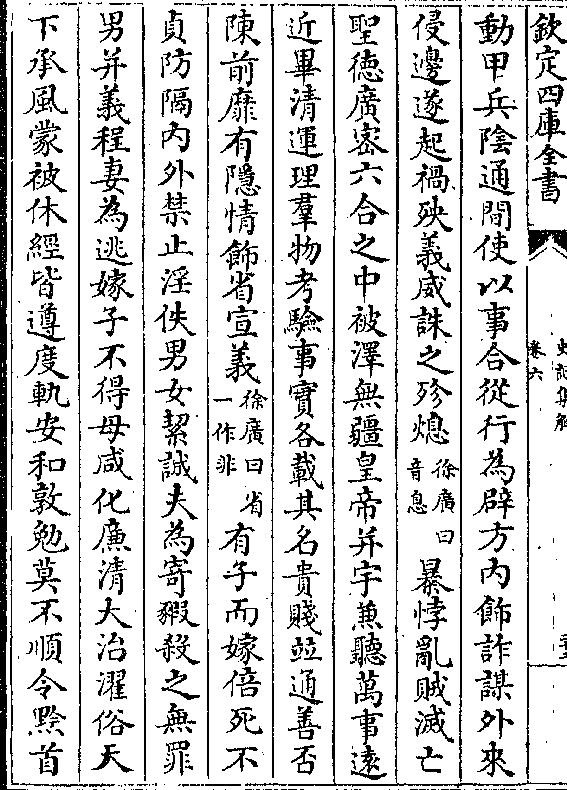 欽定四庫全書
史記集解
卷六
動甲兵隂通間使以事合從行為辟方内飾詐謀外來
侵邊遂起禍殃義威誅之殄熄徐廣曰音息暴悖亂賊滅亡
聖德廣密六合之中被澤無疆皇帝并宇兼聽萬事逺
近畢清運理羣物考驗事實各載其名貴賤並通善否
陳前靡有隱情飾省宣義徐廣曰省一作非有子而嫁倍死不
貞防隔内外禁止淫佚男女絜誠夫為寄豭殺之無罪
男并義程妻為逃嫁子不得母咸化亷清大治濯俗天
下承風蒙被休經皆遵度軌安和敦勉莫不順令黔首